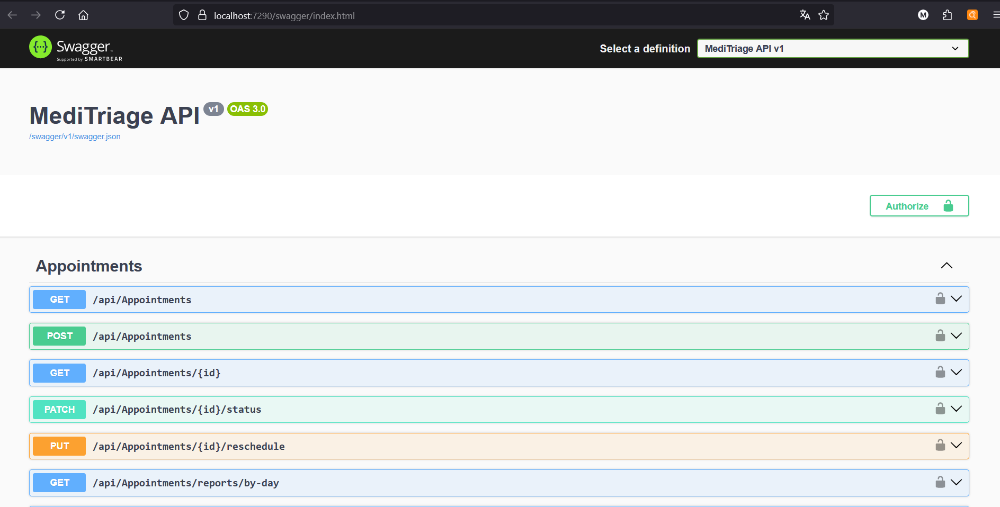 localhost:7290/swagger/index.html
M
{···} Swagger™
Supported by SMARTBEAR
Select a definition
MediTriage API v1
MediTriage API v1 OAS 3.0
/swagger/v1/swagger.json
Authorize
Appointments
GET /api/Appointments
POST /api/Appointments
GET /api/Appointments/{id}
PATCH /api/Appointments/{id}/status
PUT /api/Appointments/{id}/reschedule
GET /api/Appointments/reports/by-day